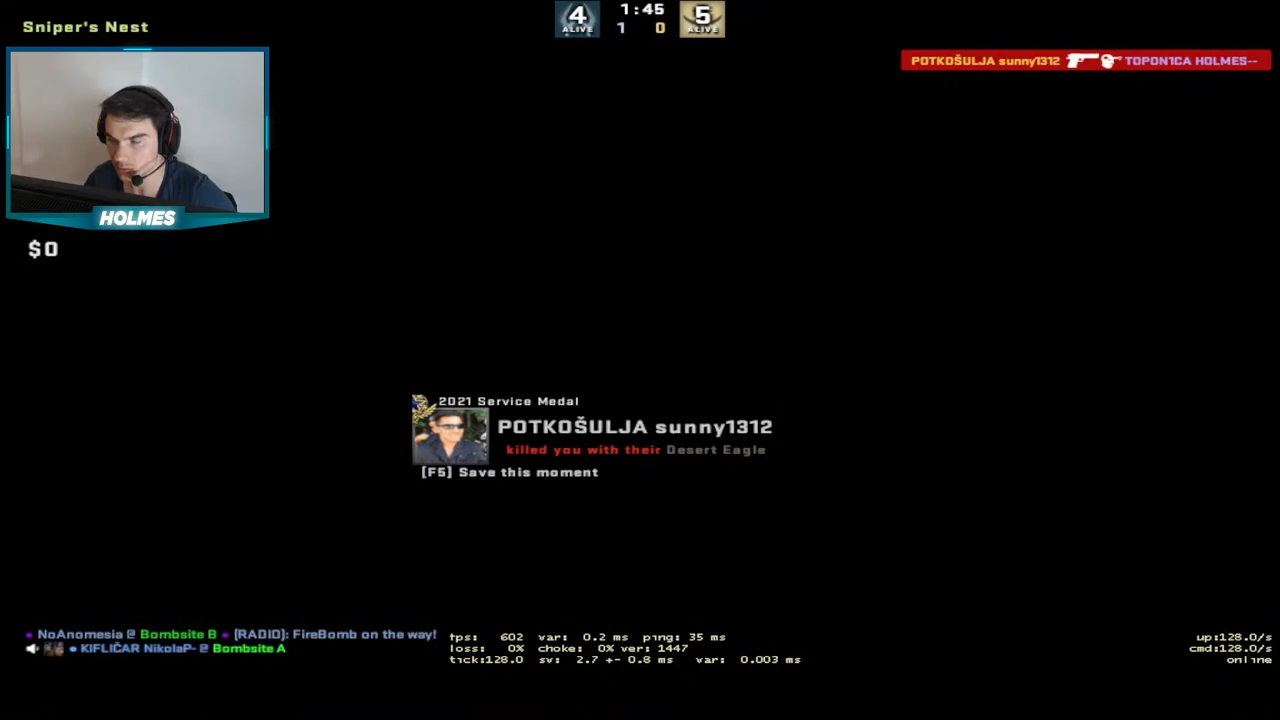 Sniper's Nest
4 1:45 5
ALIVE 1 0 ALIVE
POTKOŠULJA sunny1312 TOPON1CA HOLMES--
HOLMES
$0
2021 Service Medal
POTKOŠULJA sunny1312
killed you with their Desert Eagle
[F5] Save this moment
NoAnomesia @ Bombsite B • (RADIO): FireBomb on the way!
• KIFLIČAR NikolaP- @ Bombsite A
fps: 602 var: 0.2 ms ping: 35 ms
loss: 0% choke: 0% ver: 1447
tick:128.0 sv: 2.7 +- 0.8 ms var: 0.003 ms
up:128.0/s
cmd:128.0/s
online